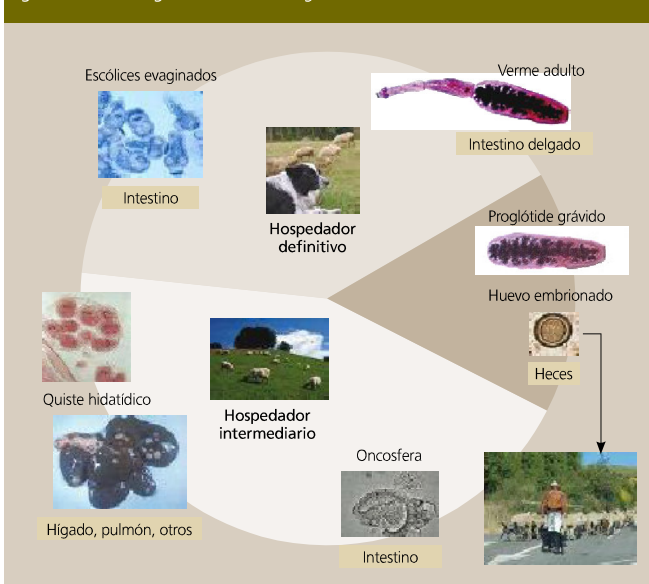 Escólices evaginados
Intestino
Verme adulto
Intestino delgado
Hospedador
definitivo
Proglótide grávido
Huevo embrionado
Heces
Quiste hidatídico
Hígado, pulmón, otros
Hospedador
intermediario
Oncosfera
Intestino